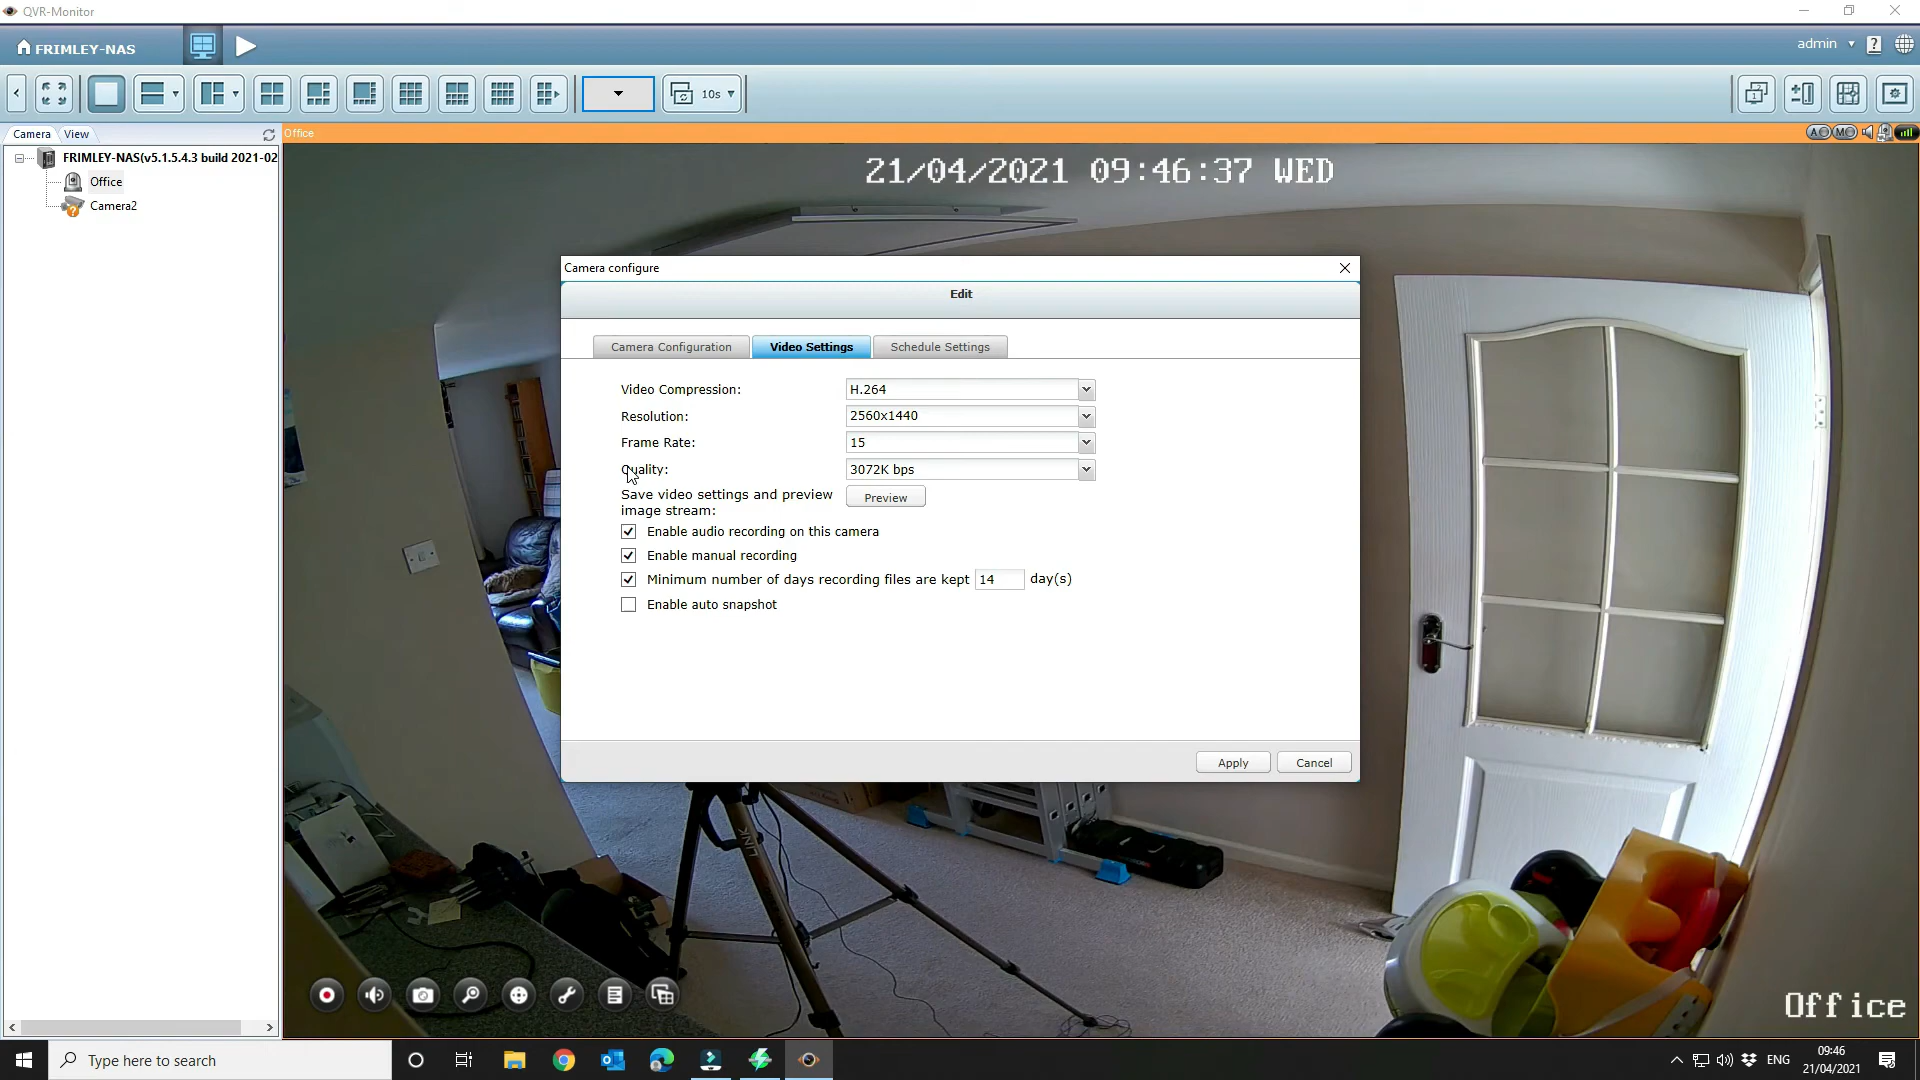 QVR-Monitor
FRIMLEY-NAS
admin
?
10s
1
2
Camera View
Office
A M
FRIMLEY-NAS(v5.1.5.4.3 build 2021-02
Office
Camera2
21/04/2021 09:46:37 WED
Camera configure
Edit
Camera Configuration Video Settings Schedule Settings
Video Compression: H.264
Resolution: 2560x1440
Frame Rate: 15
Quality: 3072K bps
Save video settings and preview
image stream: Preview
Enable audio recording on this camera
Enable manual recording
Minimum number of days recording files are kept 14 day(s)
Enable auto snapshot
Apply Cancel
LINK
Office
Type here to search
ENG
09:46
21/04/2021